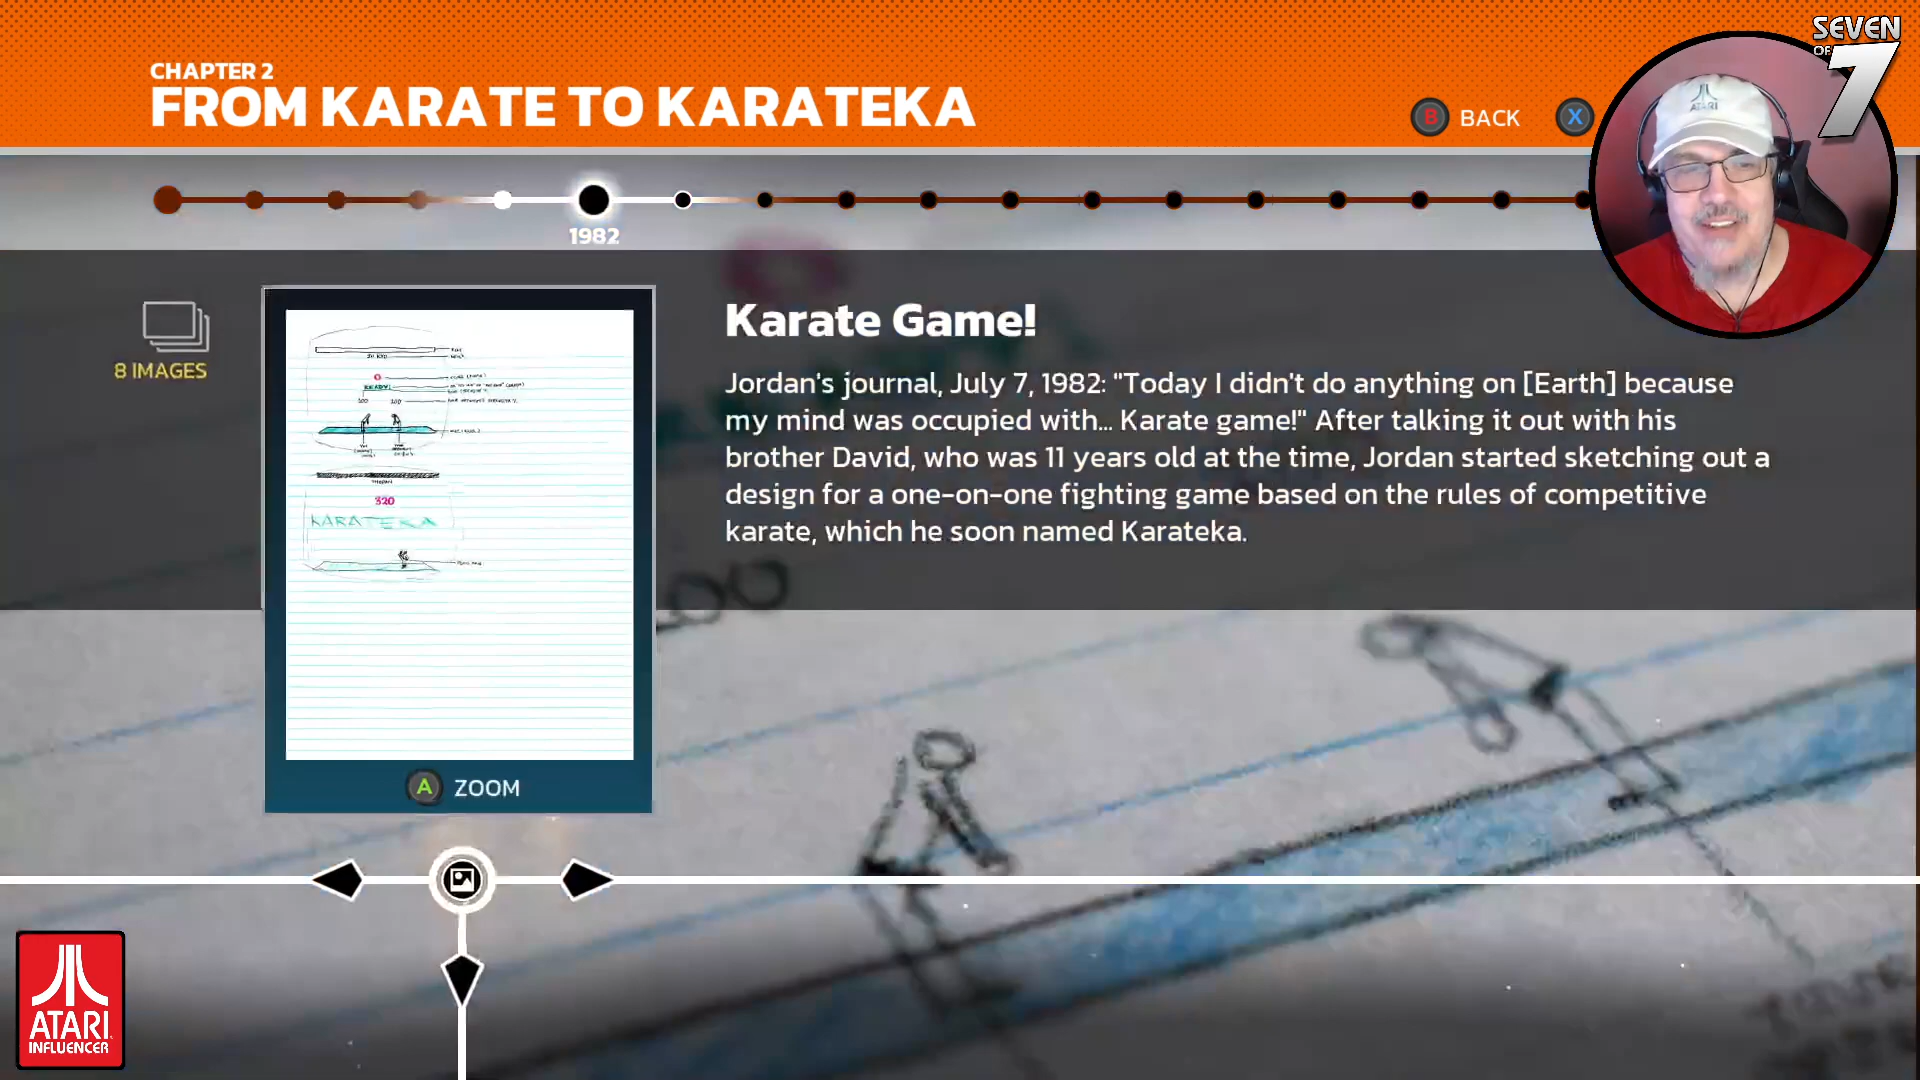 SEVEN
OF
7
CHAPTER 2
FROM KARATE TO KARATEKA
B BACK
X
ATARI
1982
Karate Game!
8 IMAGES
Jordan's journal, July 7, 1982: "Today I didn't do anything on [Earth] because
my mind was occupied with... Karate game!" After talking it out with his
brother David, who was 11 years old at the time, Jordan started sketching out a
design for a one-on-one fighting game based on the rules of competitive
karate, which he soon named Karateka.
0
READY
100 100
320
KARATEKA
A ZOOM
ATARI
INFLUENCER